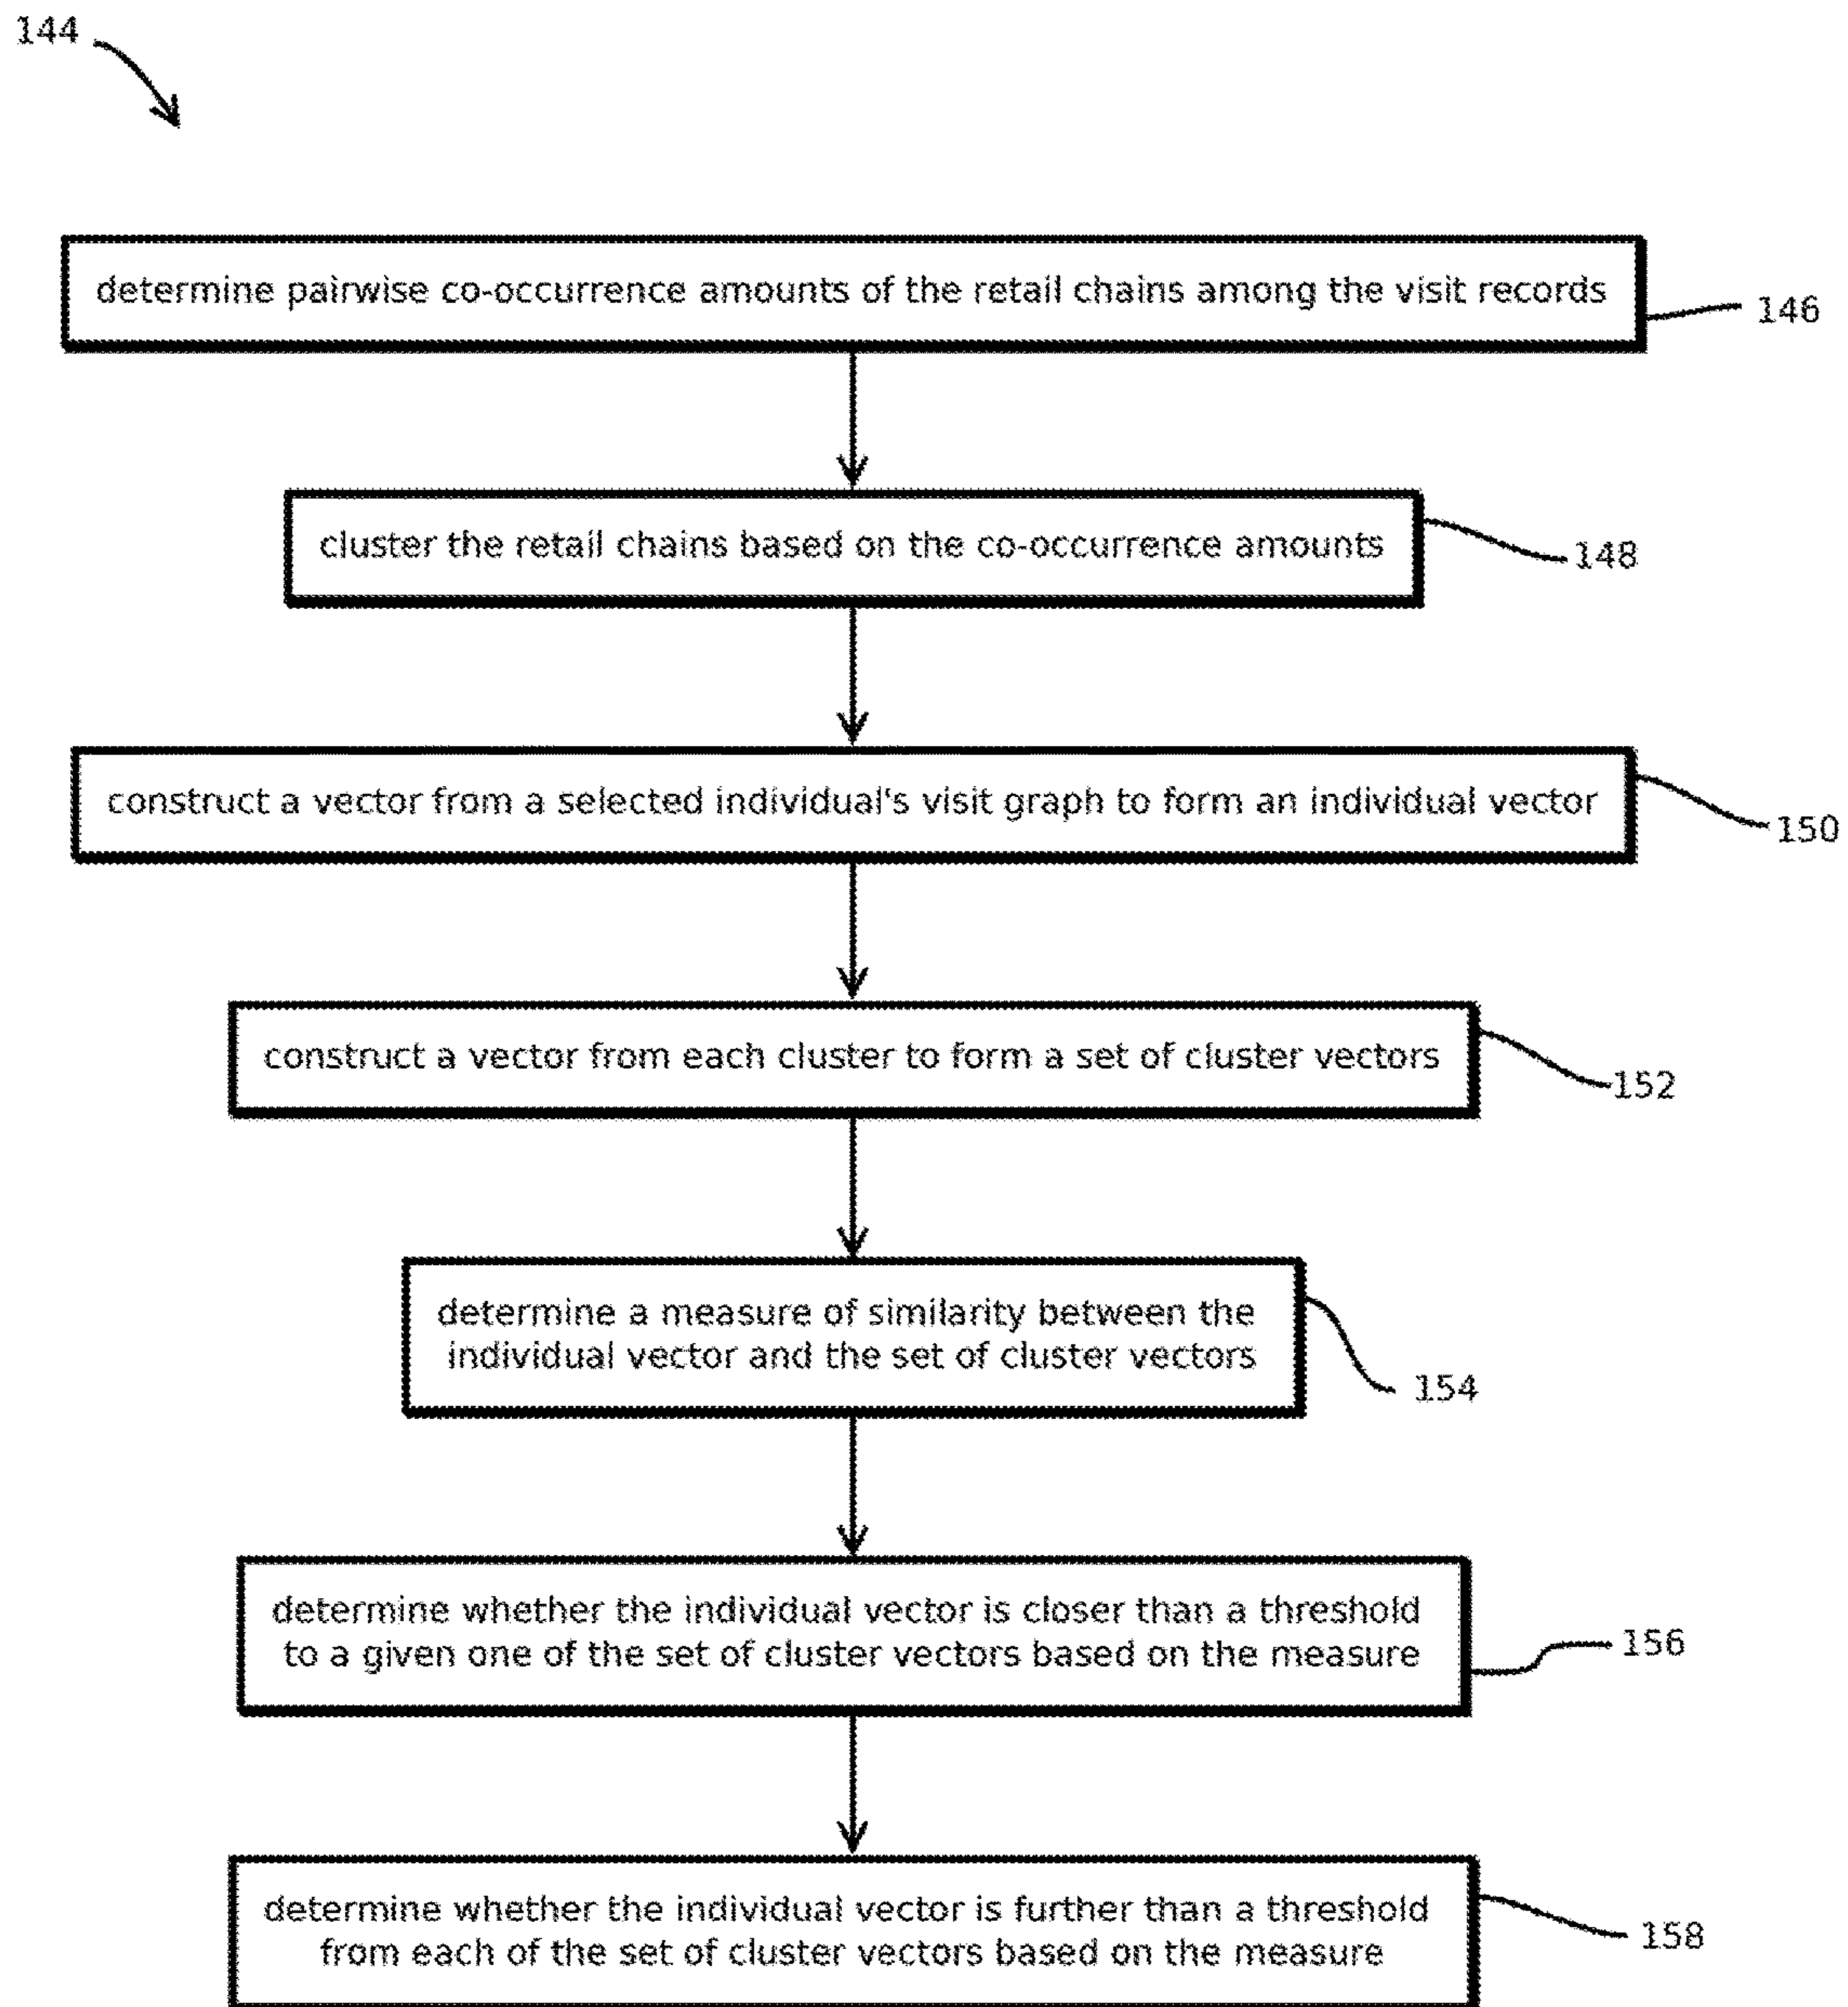 144
determine pairwise co-occurrence amounts of the retail chains among the visit records
146
cluster the retail chains based on the co-occurrence amounts
148
construct a vector from a selected individual's visit graph to form an individual vector
150
construct a vector from each cluster to form a set of cluster vectors
152
determine a measure of similarity between the
individual vector and the set of cluster vectors
154
determine whether the individual vector is closer than a threshold
to a given one of the set of cluster vectors based on the measure
156
determine whether the individual vector is further than a threshold
from each of the set of cluster vectors based on the measure
158